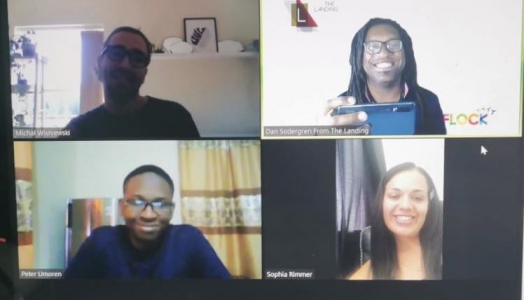 THE
LANDING
L
Michal Wisniewski
Dan Sodergren From The Landing
FLOCK
Peter Umoren
Sophia Rimmer